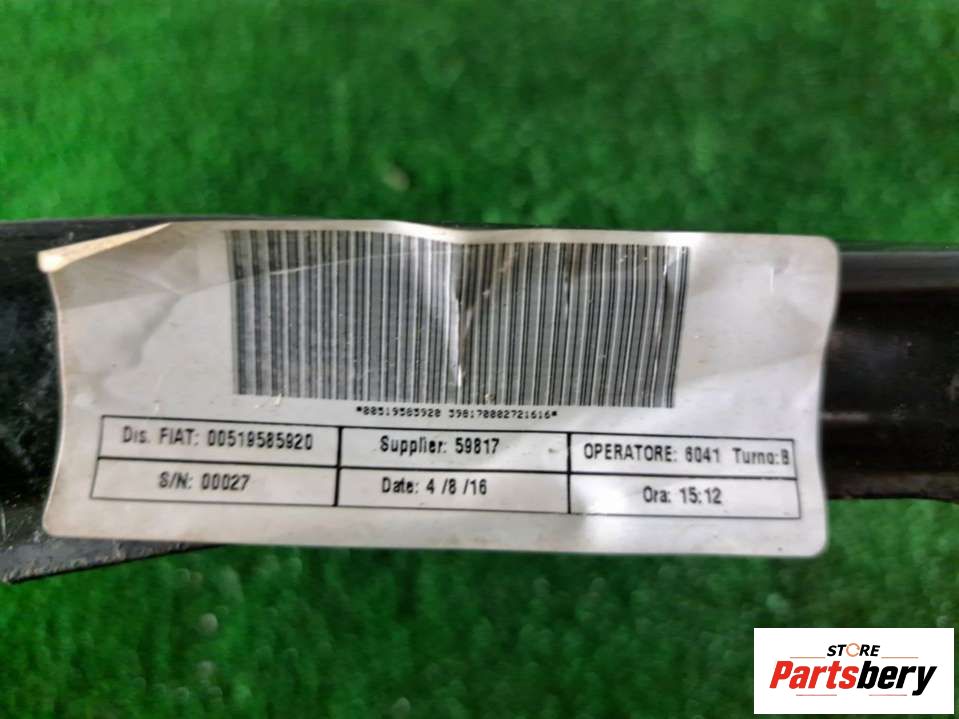 *00519585920 598170002721616*
Dis. FIAT: 00519585920 Supplier: 59817 OPERATORE: 6041 Turno: B
S/N: 00027 Date: 4 /8 /16 Ora: 15:12
STORE
Partsbery